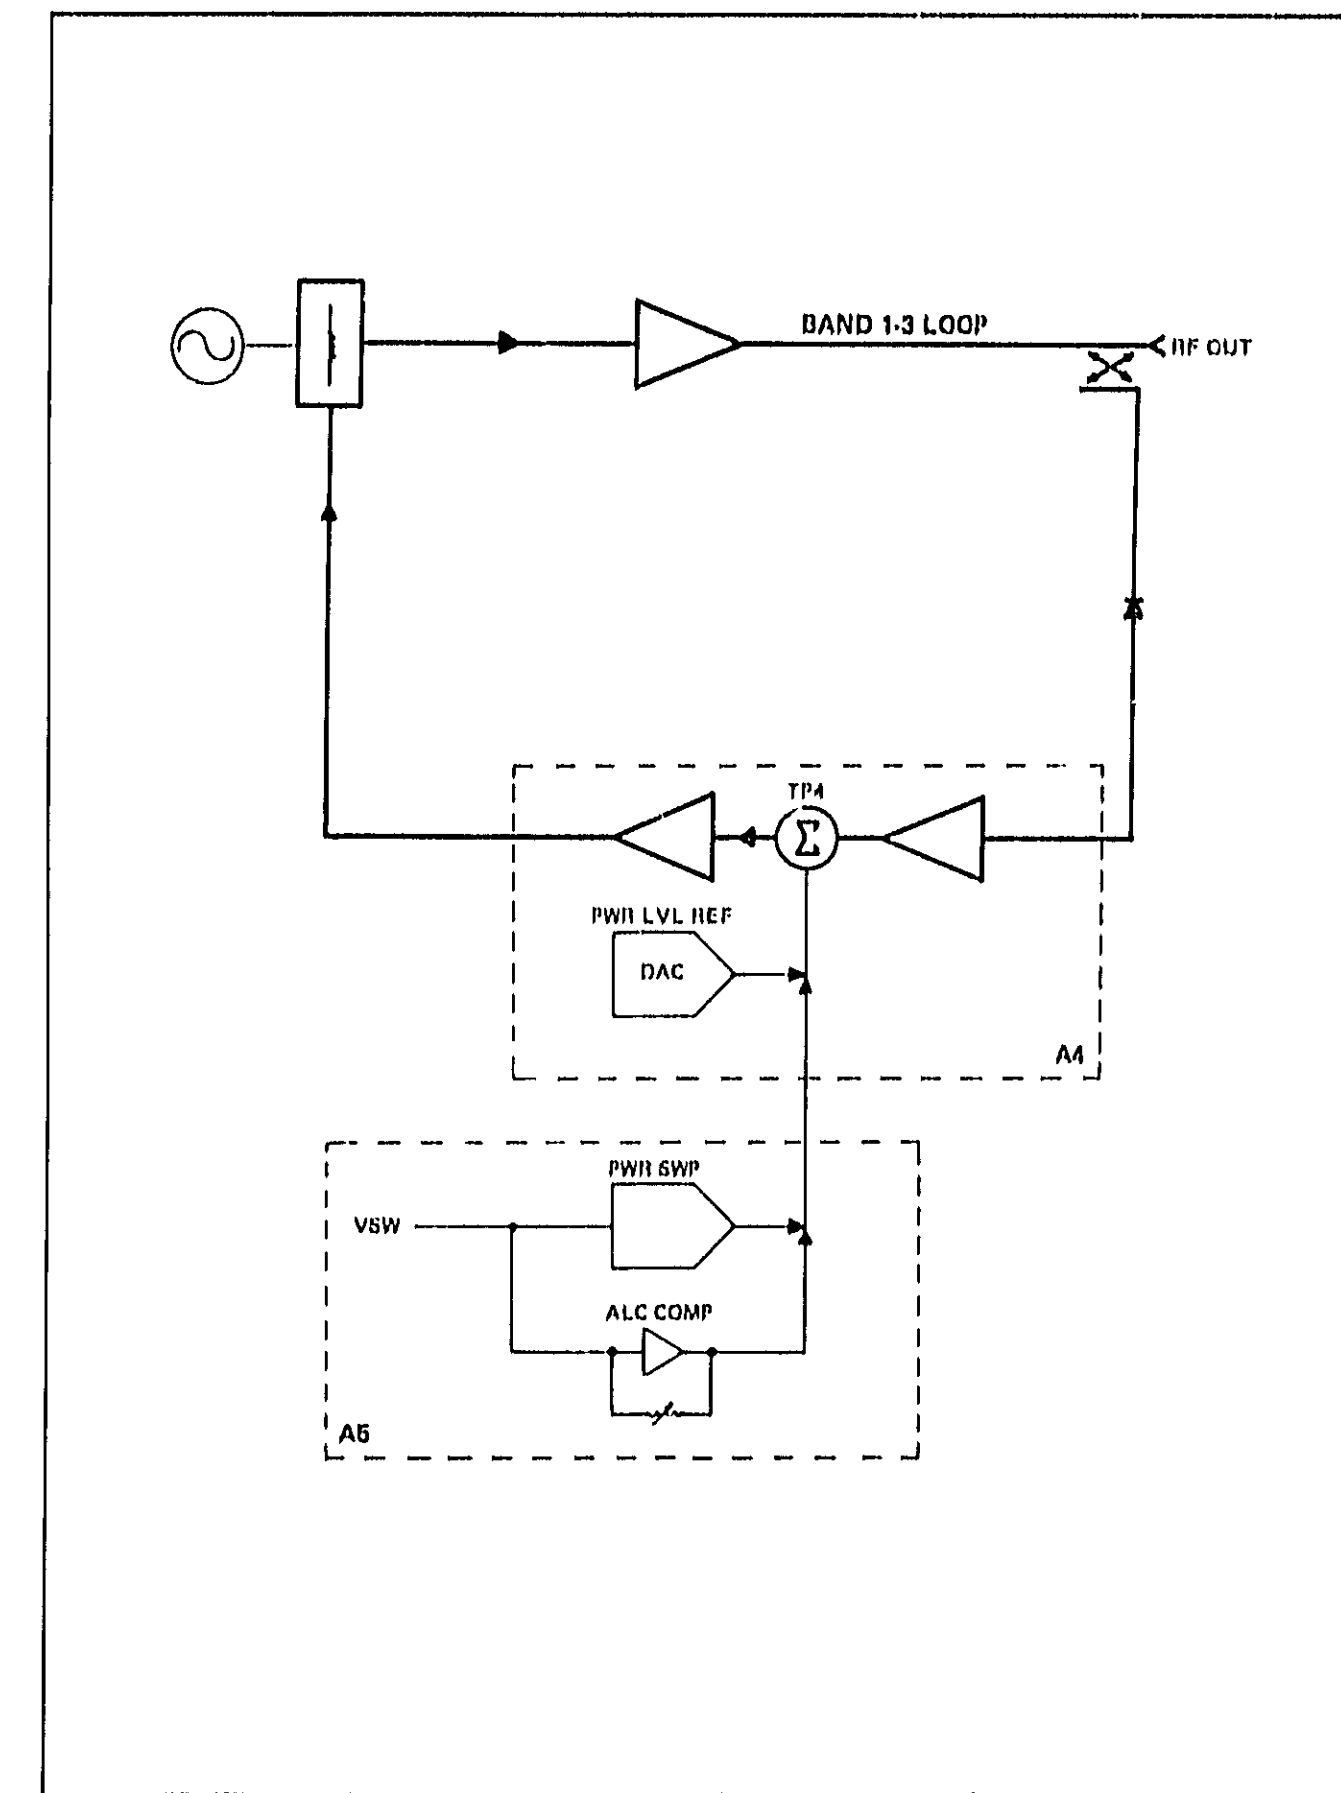 BAND 1-3 LOOP
RF OUT
TP4
Σ
PWR LVL REF
DAC
A4
PWR SWP
VSW
ALC COMP
A5